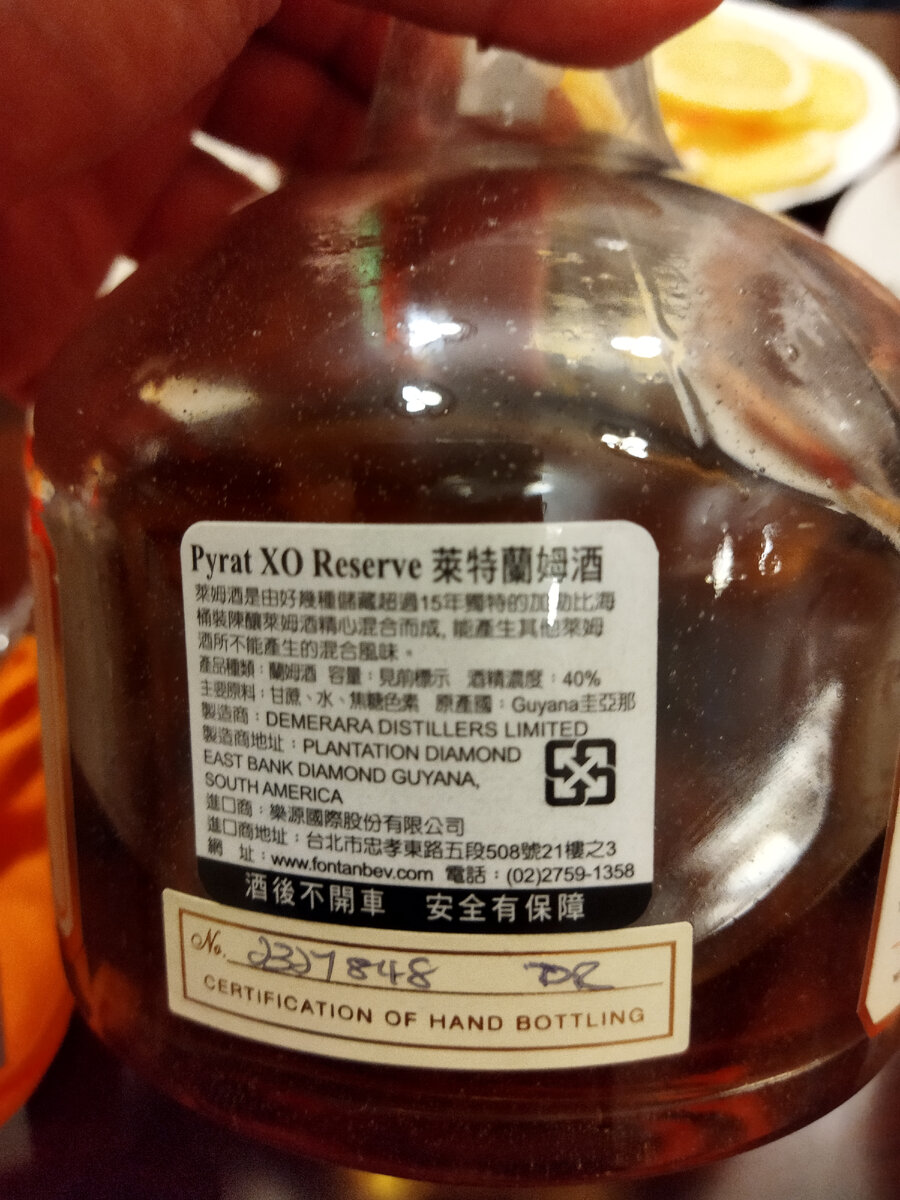 Pyrat XO Reserve 萊特蘭姆酒
萊姆酒是由好幾種儲藏超過15年獨特的加勒比海
桶裝陳釀萊姆酒精心混合而成, 能產生其他萊姆
酒所不能產生的混合風味。
產品種類：蘭姆酒 容量：見前標示 酒精濃度：40%
主要原料：甘蔗、水、焦糖色素 原產國：Guyana圭亞那
製造商：DEMERARA DISTILLERS LIMITED
製造商地址：PLANTATION DIAMOND
EAST BANK DIAMOND GUYANA,
SOUTH AMERICA
進口商：樂源國際股份有限公司
進口商地址：台北市忠孝東路五段508號21樓之3
網 址：www.fontanbev.com 電話：(02)2759-1358
酒後不開車 安全有保障
No. 2327848 DR
CERTIFICATION OF HAND BOTTLING